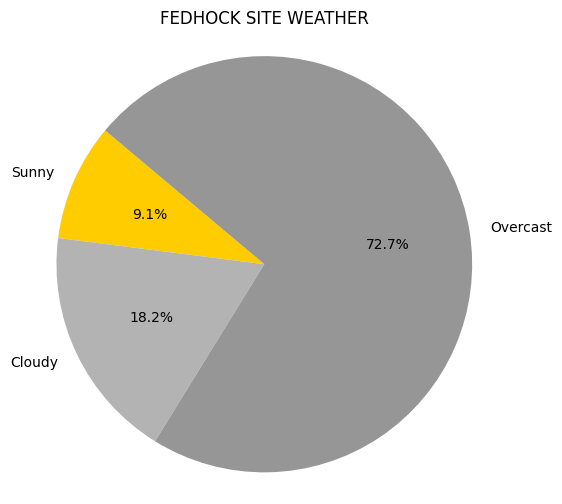 FEDHOCK SITE WEATHER
Sunny
9.1%
72.7%
Overcast
18.2%
Cloudy